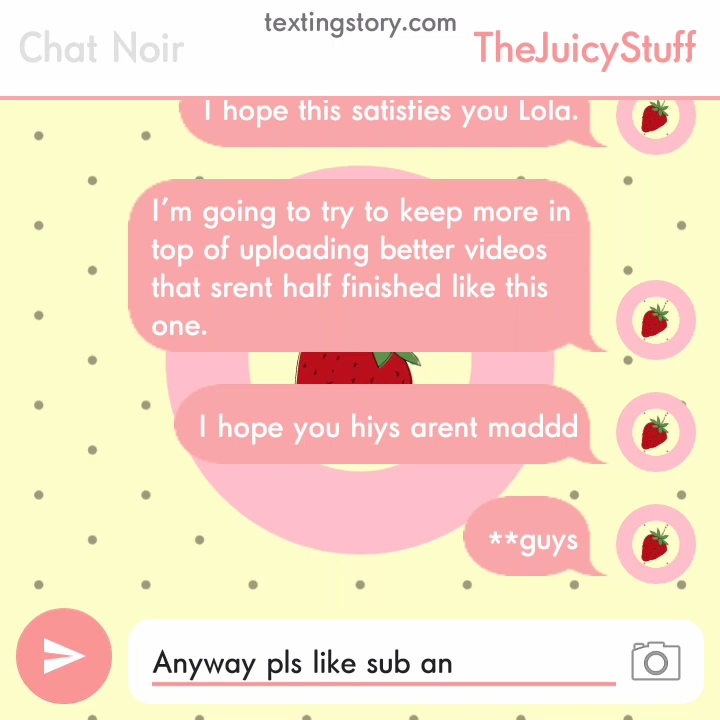 textingstory.com
Chat Noir
TheJuicyStuff
I hope this satisfies you Lola.
I'm going to try to keep more in
top of uploading better videos
that srent half finished like this
one.
I hope you hiys arent maddd
**guys
Anyway pls like sub an